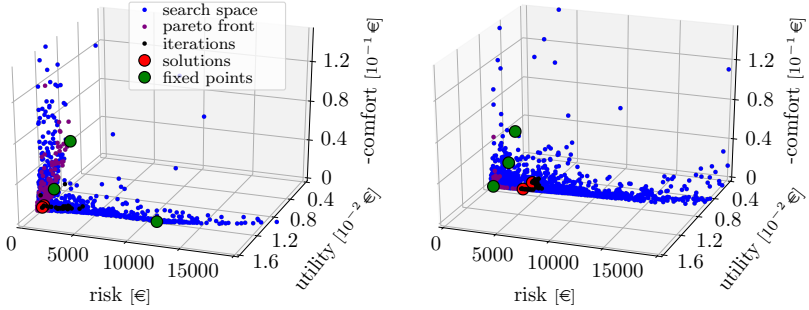 search space
pareto front
iterations
solutions
fixed points
1.2
0.8
0.4
0
-comfort [10⁻¹ €]
0.4
0.8
1.2
1.6
utility [10⁻² €]
0
5000
10000
15000
risk [€]
1.2
0.8
0.4
0
-comfort [10⁻¹ €]
0.4
0.8
1.2
1.6
utility [10⁻² €]
0
5000
10000
15000
risk [€]